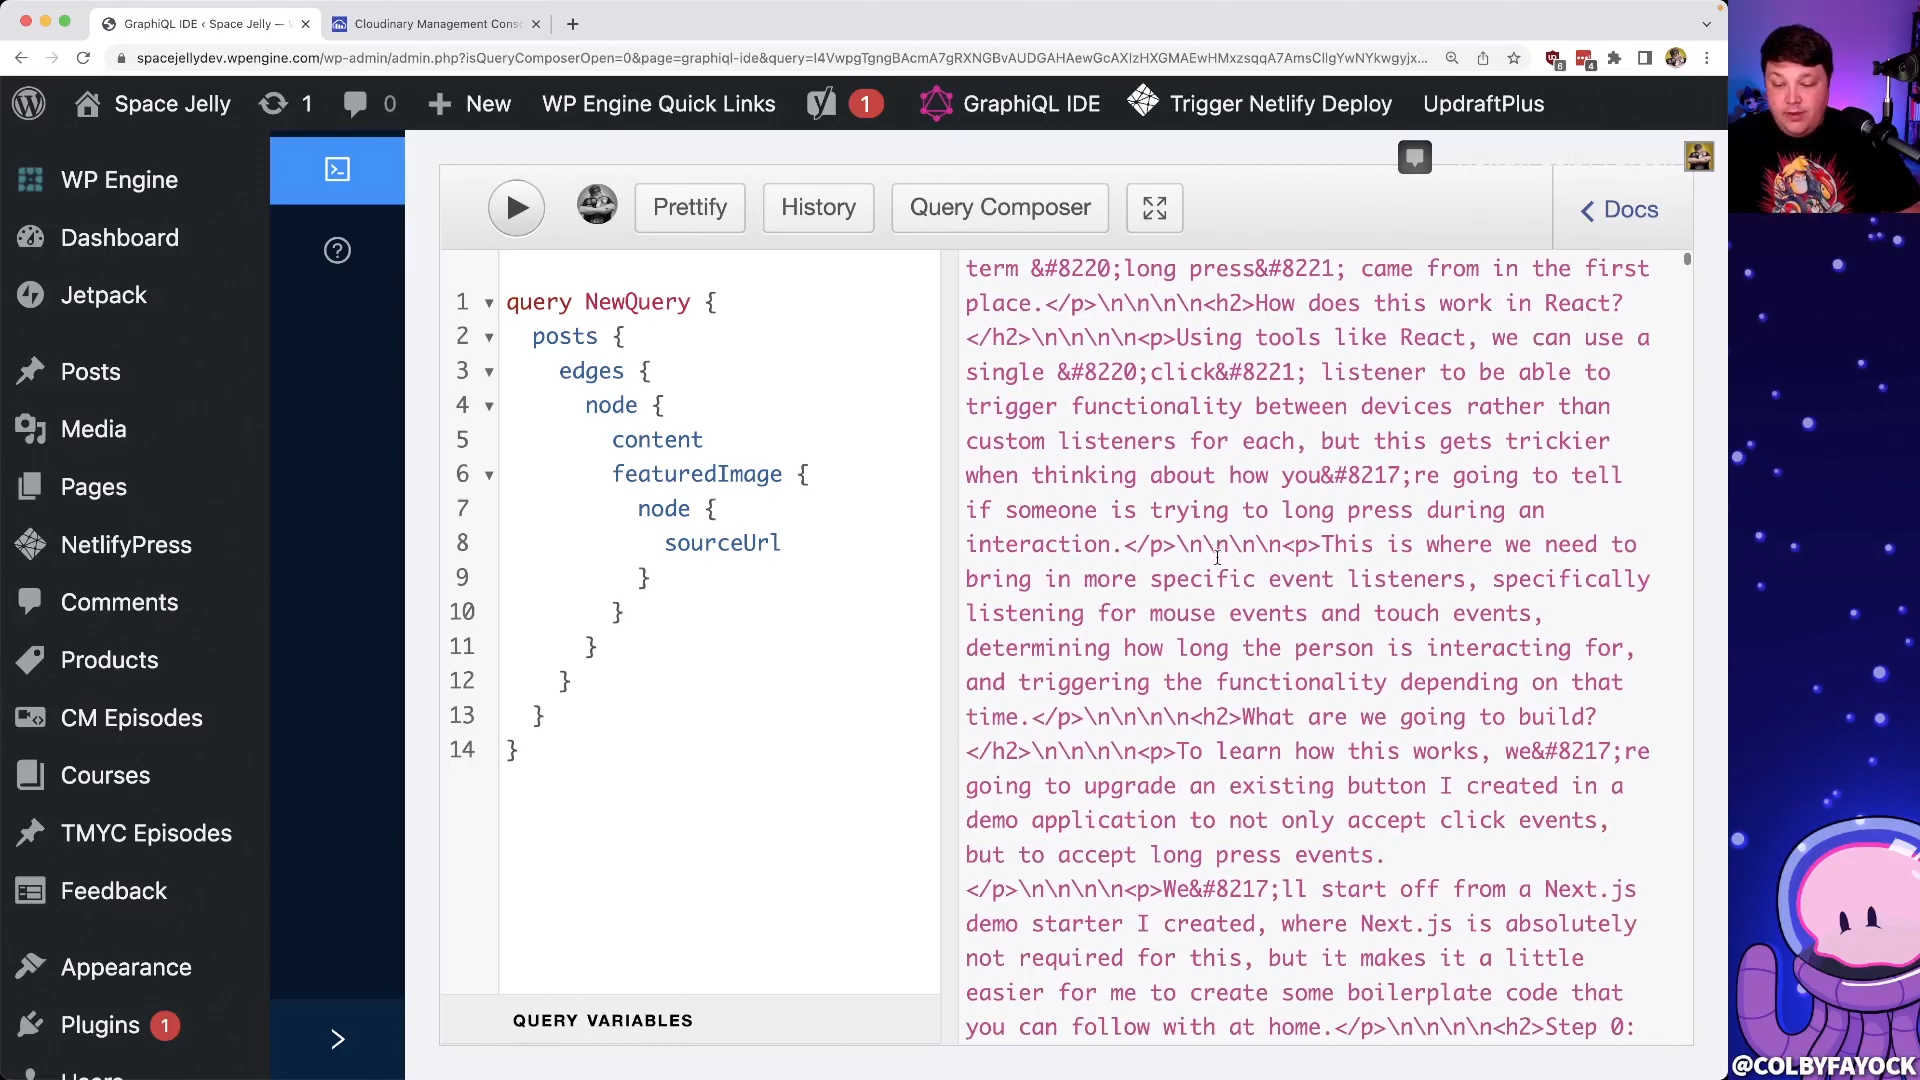 GraphiQL IDE ‹ Space Jelly —
Cloudinary Management Conso
spacejellydev.wpengine.com/wp-admin/admin.php?isQueryComposerOpen=0&page=graphiql-ide&query=
6
4
Space Jelly
1
0
New
WP Engine Quick Links
1
GraphiQL IDE
Trigger Netlify Deploy
UpdraftPlus
WP Engine
Dashboard
Jetpack
Posts
Media
Pages
NetlifyPress
Comments
Products
CM Episodes
Courses
TMYC Episodes
Feedback
Appearance
Plugins 1
Prettify
History
Query Composer
Docs
1 query NewQuery {
2 posts {
3 edges {
4 node {
5 content
6 featuredImage {
7 node {
8 sourceUrl
9 }
10 }
11 }
12 }
13 }
14 }
QUERY VARIABLES
term &#8220;long press&#8221; came from in the first
place.</p>\n\n\n\n<h2>How does this work in React?
</h2>\n\n\n\n<p>Using tools like React, we can use a
single &#8220;click&#8221; listener to be able to
trigger functionality between devices rather than
custom listeners for each, but this gets trickier
when thinking about how you&#8217;re going to tell
if someone is trying to long press during an
interaction.</p>\n\n\n\n<p>This is where we need to
bring in more specific event listeners, specifically
listening for mouse events and touch events,
determining how long the person is interacting for,
and triggering the functionality depending on that
time.</p>\n\n\n\n<h2>What are we going to build?
</h2>\n\n\n\n<p>To learn how this works, we&#8217;re
going to upgrade an existing button I created in a
demo application to not only accept click events,
but to accept long press events.
</p>\n\n\n\n<p>We&#8217;ll start off from a Next.js
demo starter I created, where Next.js is absolutely
not required for this, but it makes it a little
easier for me to create some boilerplate code that
you can follow with at home.</p>\n\n\n\n<h2>Step 0:
@COLBYFAYOCK